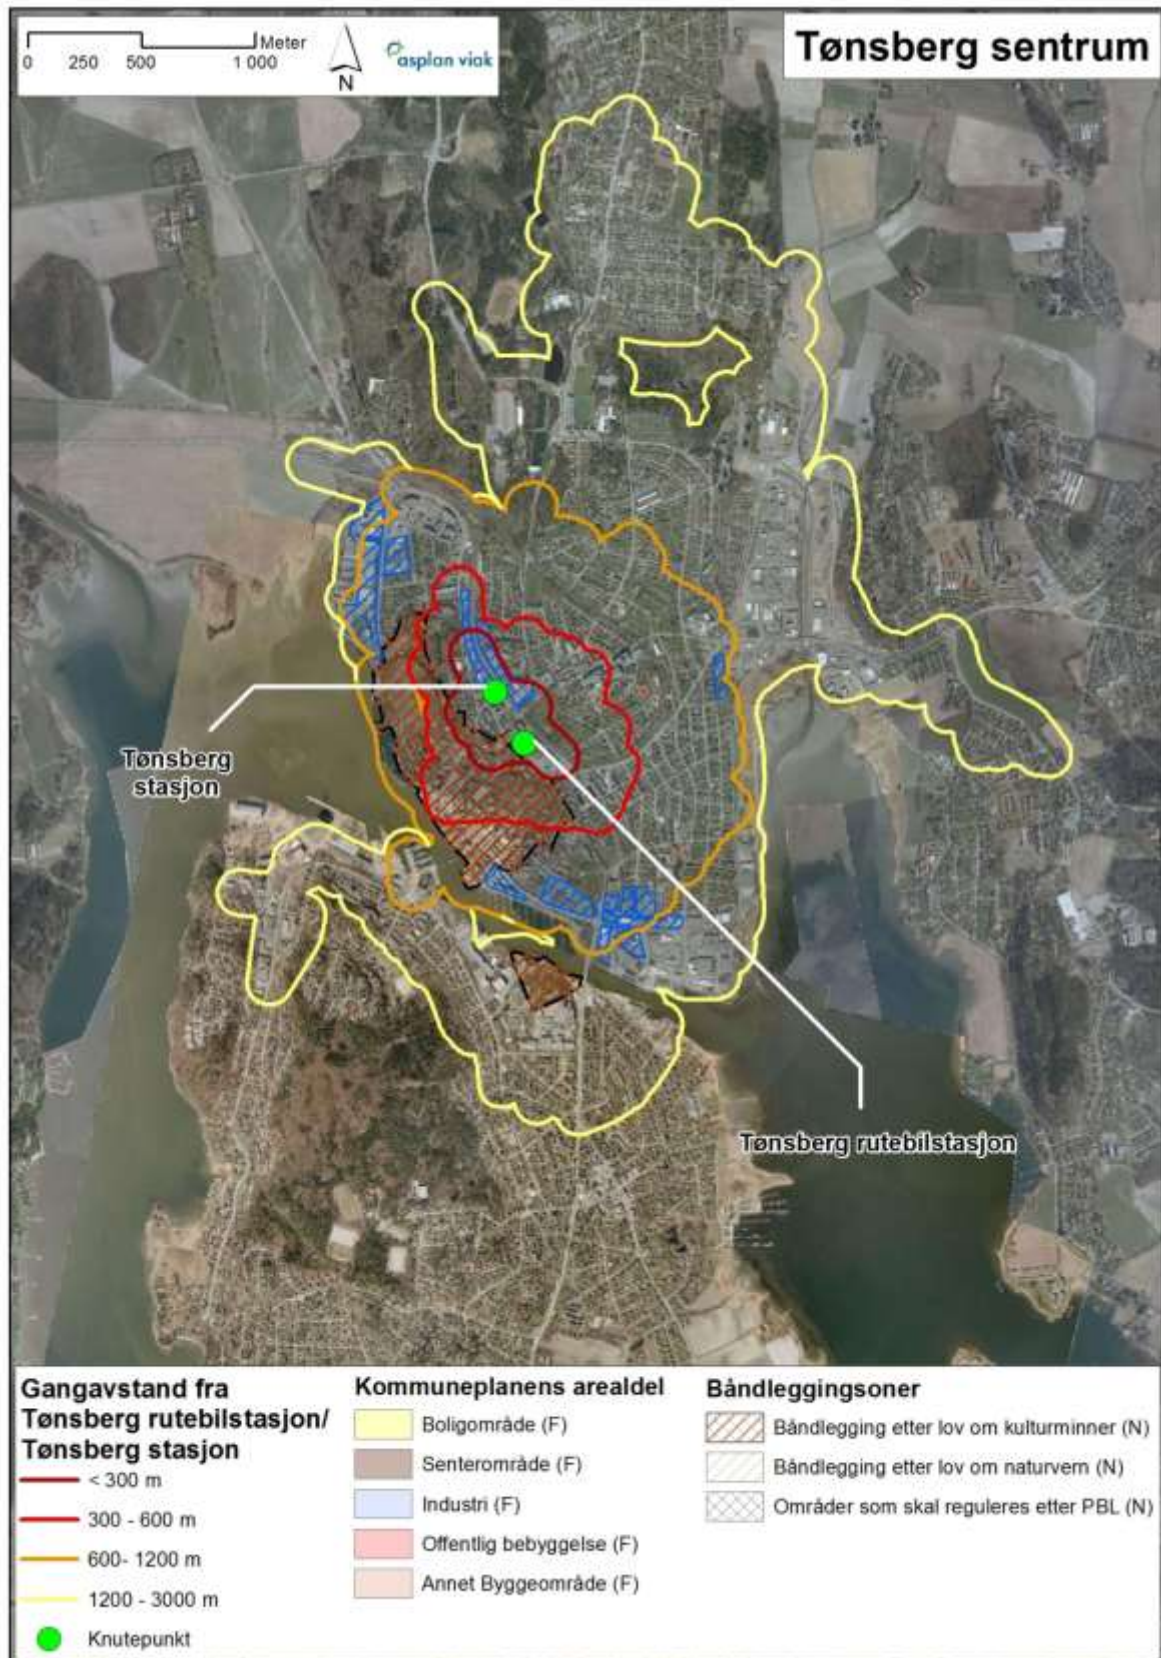 Meter
0 250 500 1 000
N
asplan viak
Tønsberg sentrum
Tønsberg
stasjon
Tønsberg rutebilstasjon
Gangavstand fra
Tønsberg rutebilstasjon/
Tønsberg stasjon
< 300 m
300 - 600 m
600- 1200 m
1200 - 3000 m
Knutepunkt
Kommuneplanens arealdel
Boligområde (F)
Senterområde (F)
Industri (F)
Offentlig bebyggelse (F)
Annet Byggeområde (F)
Båndleggingsoner
Båndlegging etter lov om kulturminner (N)
Båndlegging etter lov om naturvern (N)
Områder som skal reguleres etter PBL (N)